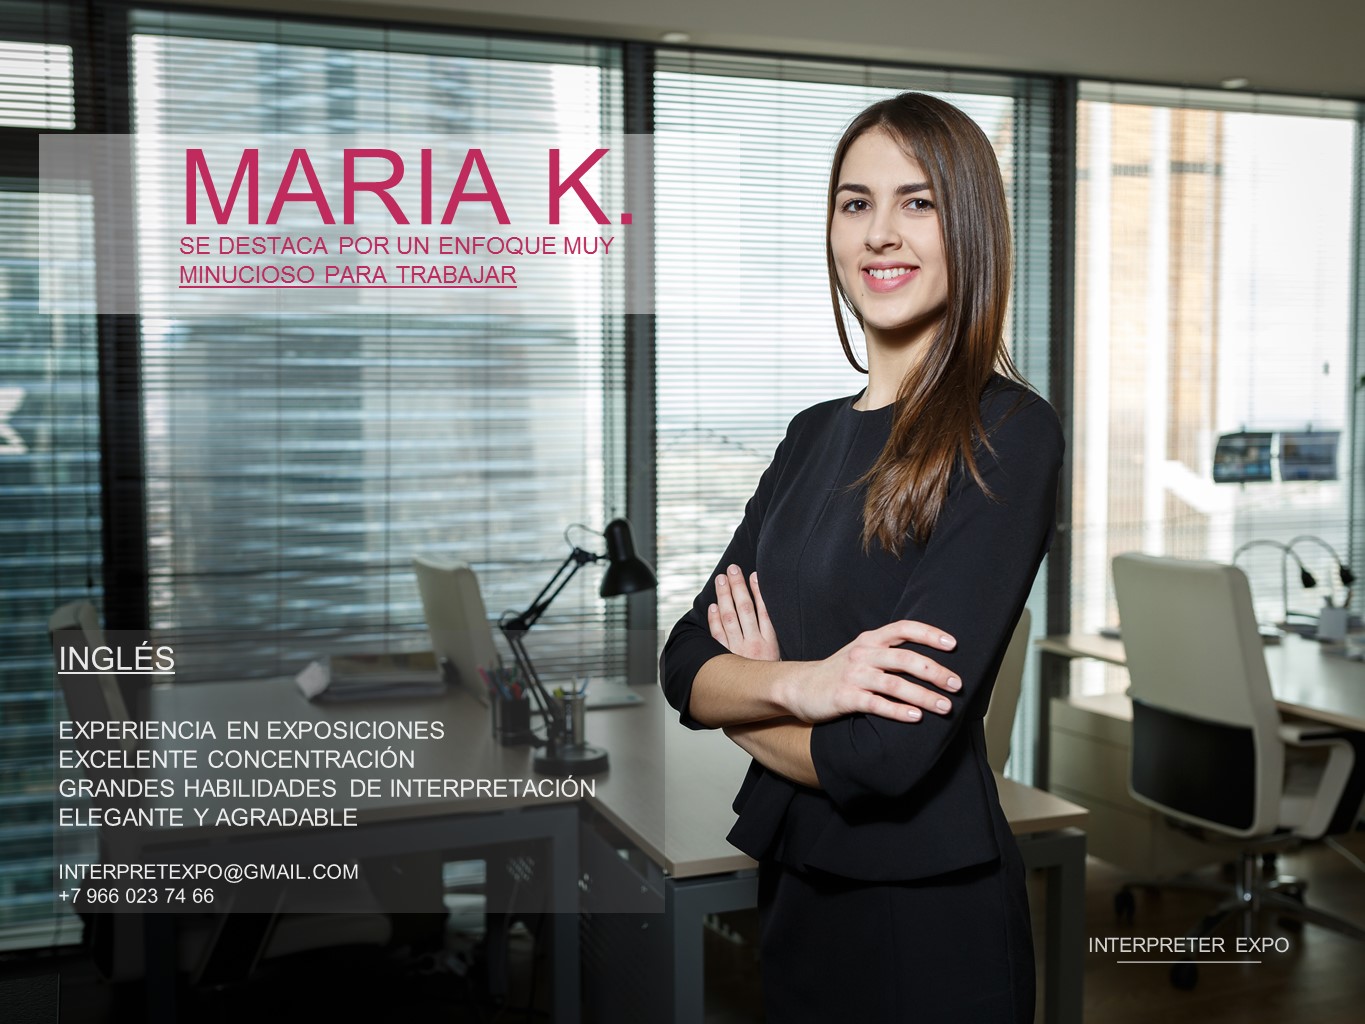 MARIA K.
SE DESTACA POR UN ENFOQUE MUY
MINUCIOSO PARA TRABAJAR
INGLÉS
EXPERIENCIA EN EXPOSICIONES
EXCELENTE CONCENTRACIÓN
GRANDES HABILIDADES DE INTERPRETACIÓN
ELEGANTE Y AGRADABLE
INTERPRETEXPO@GMAIL.COM
+7 966 023 74 66
INTERPRETER EXPO